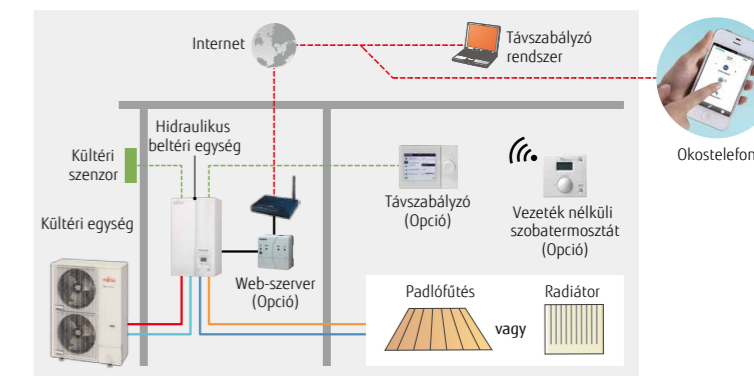 Internet
Távszabályzó
rendszer
Okostelefon
Hidraulikus
beltéri egység
Kültéri
szenzor
Kültéri egység
Távszabályzó
(Opció)
Vezeték nélküli
szobatermosztát
(Opció)
Web-szerver
(Opció)
Padlófűtés
vagy
Radiátor